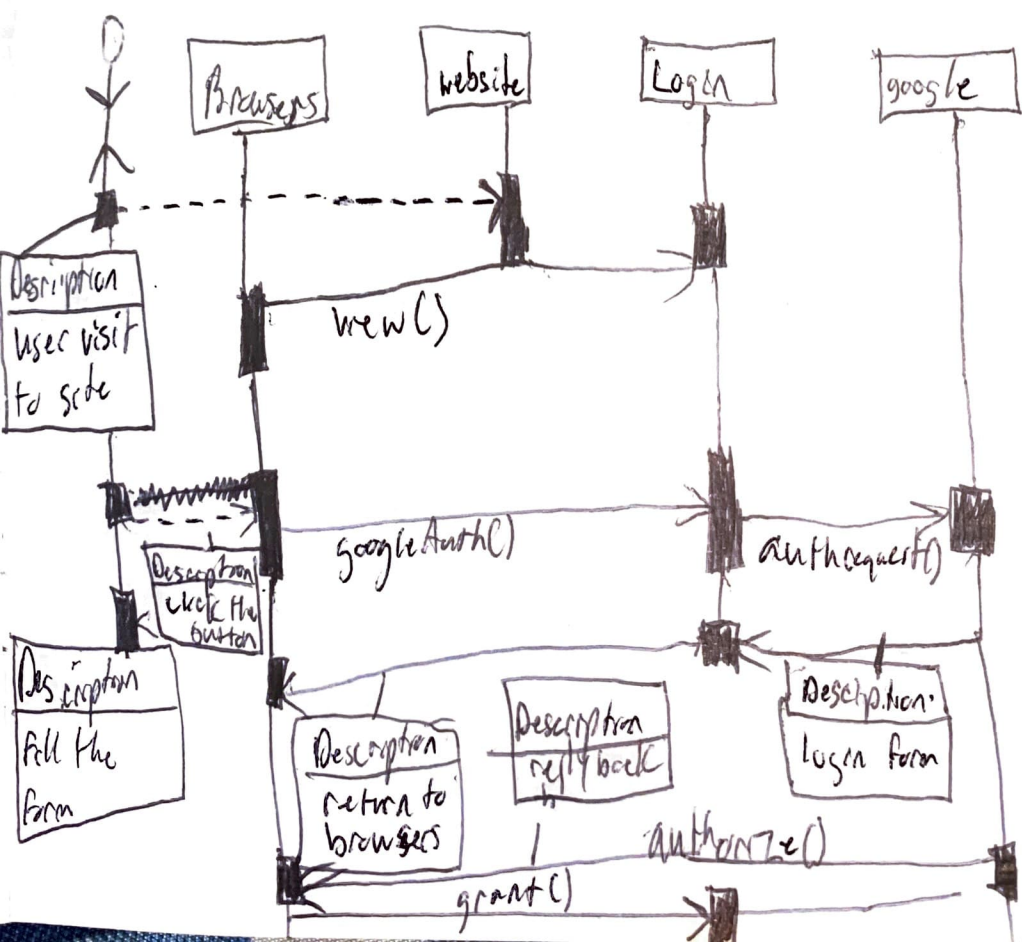 Browsers
website
Login
google
Description
user visit
to site
view()
googleAuth()
authrequest()
Description
click the
button
Description
fill the
form
Description
return to
browsers
Description
reply back
Description
Login form
authorize()
grant()